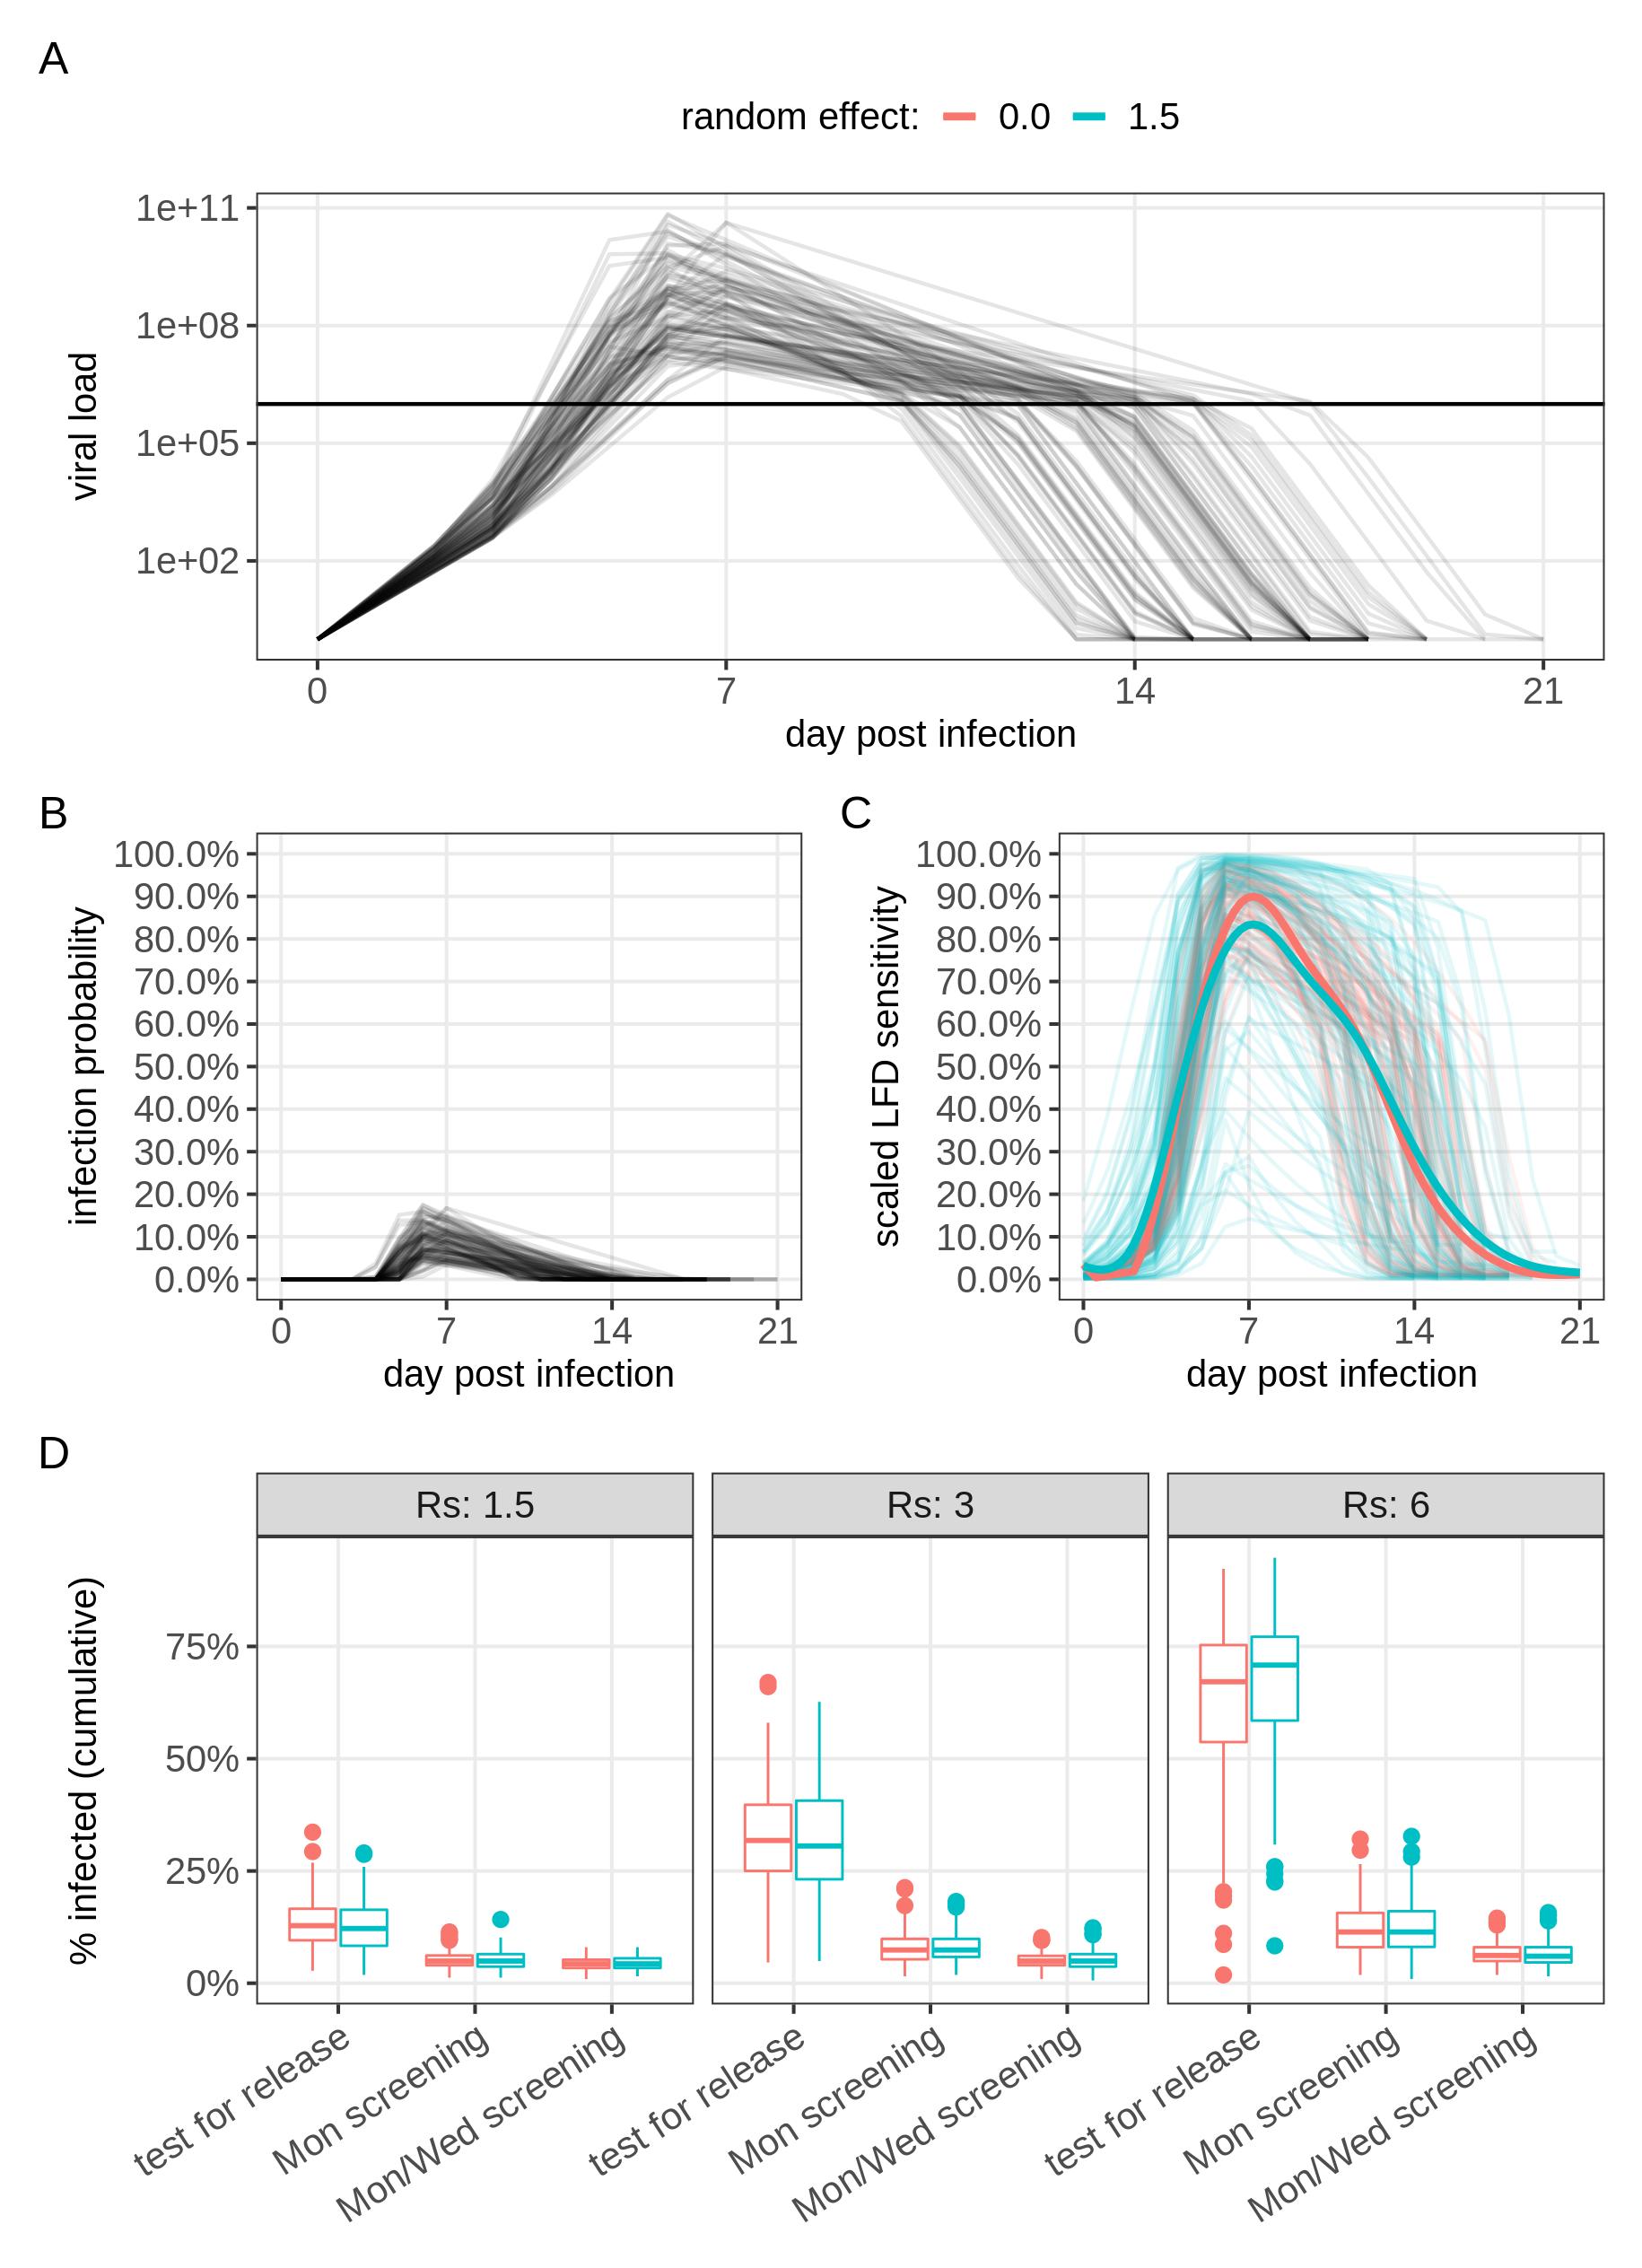 A
random effect: 0.0 1.5
1e+11
1e+08
1e+05
1e+02
viral load
0 7 14 21
day post infection
B
100.0%
90.0%
80.0%
70.0%
60.0%
50.0%
40.0%
30.0%
20.0%
10.0%
0.0%
infection probability
0 7 14 21
day post infection
C
100.0%
90.0%
80.0%
70.0%
60.0%
50.0%
40.0%
30.0%
20.0%
10.0%
0.0%
scaled LFD sensitivity
0 7 14 21
day post infection
D
Rs: 1.5 Rs: 3 Rs: 6
75%
50%
25%
0%
% infected (cumulative)
test for release
Mon screening
Mon/Wed screening
test for release
Mon screening
Mon/Wed screening
test for release
Mon screening
Mon/Wed screening